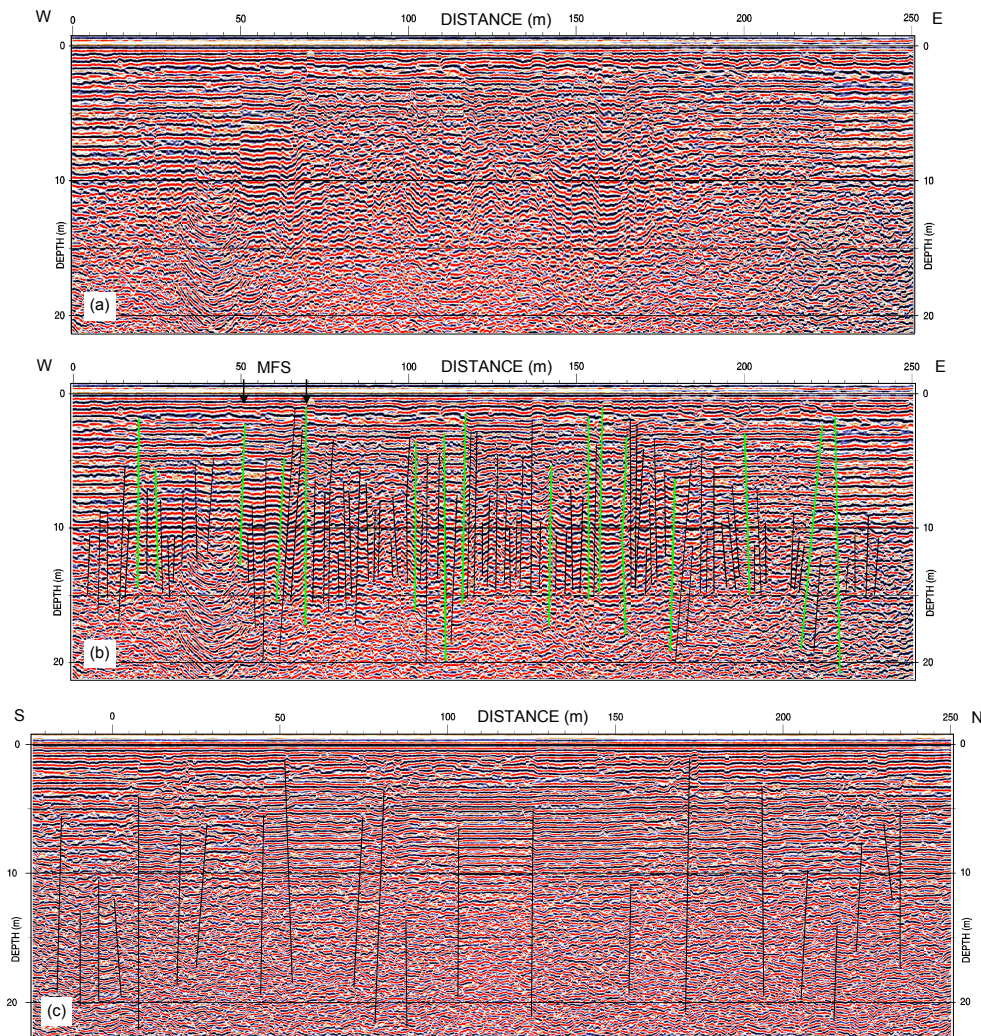 W DISTANCE (m) E
0 50 100 150 200 250
0 0
10 10
20 20
DEPTH (m) DEPTH (m)
(a)
W MFS DISTANCE (m) E
0 50 100 150 200 250
0 0
10 10
20 20
DEPTH (m) DEPTH (m)
(b)
S DISTANCE (m) N
0 50 100 150 200 250
0 0
10 10
20 20
DEPTH (m) DEPTH (m)
(c)